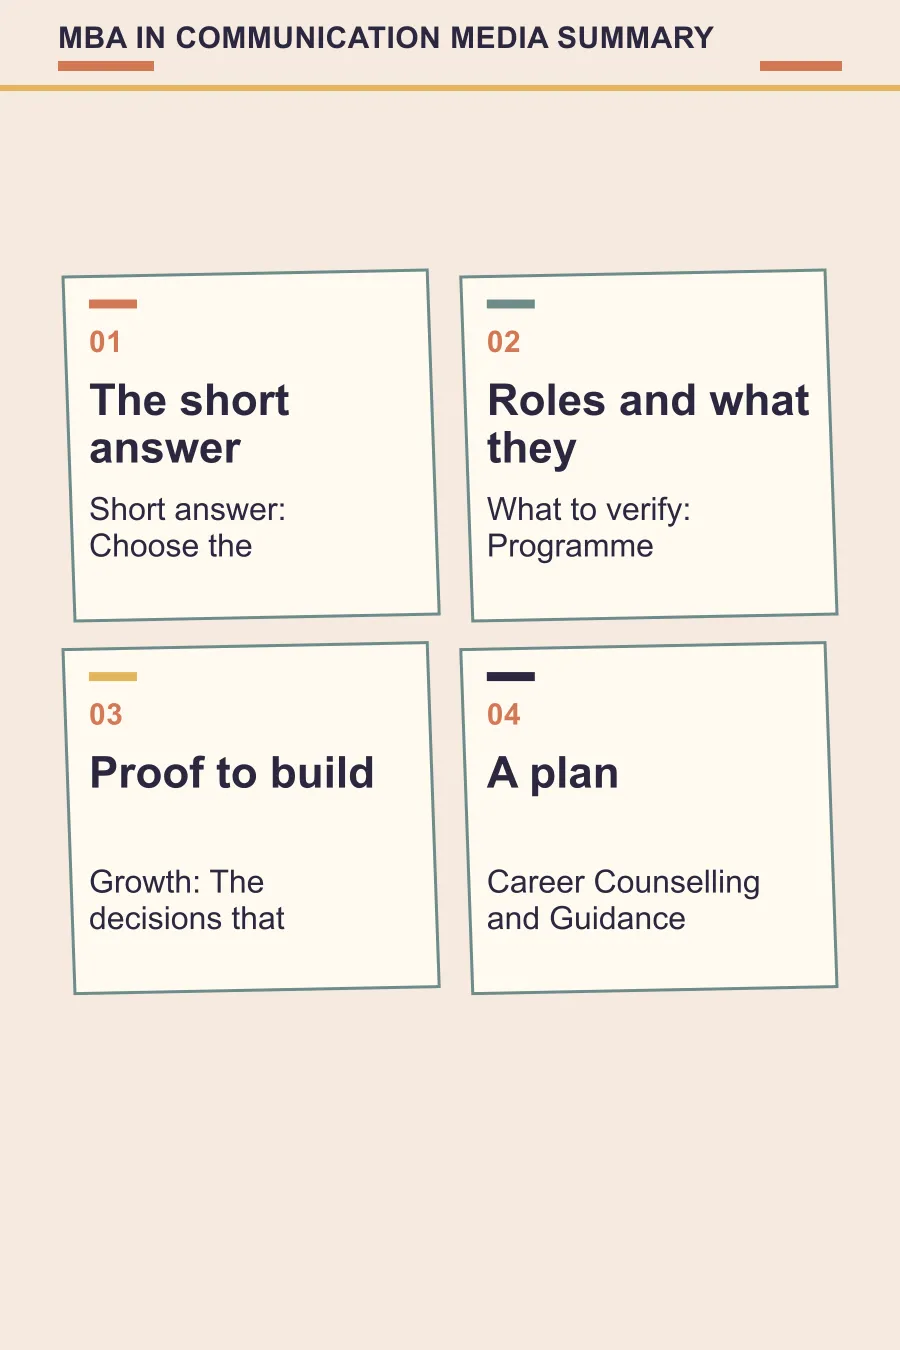 MBA IN COMMUNICATION MEDIA SUMMARY
01
The short
answer
Short answer:
Choose the
02
Roles and what
they
What to verify:
Programme
03
Proof to build
Growth: The
decisions that
04
A plan
Career Counselling
and Guidance